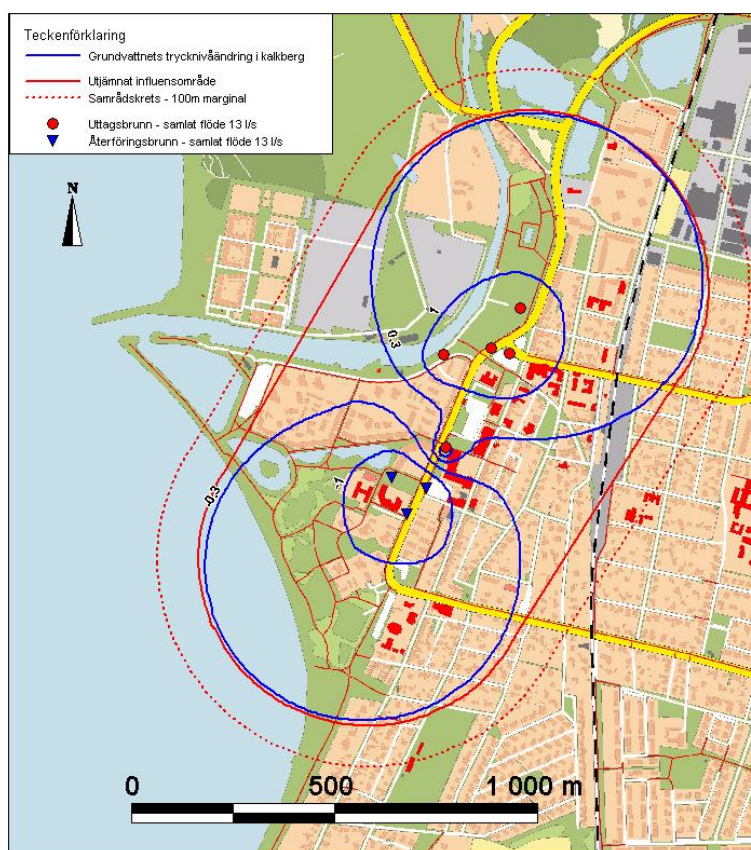 Teckenförklaring
Grundvattnets trycknivåändring i kalkberg
Utjämnat influensområde
Samrådskrets - 100m marginal
Uttagsbrunn - samlat flöde 13 l/s
Återföringsbrunn - samlat flöde 13 l/s
N
1
0.3
-0.3
-1
0 500 1 000 m